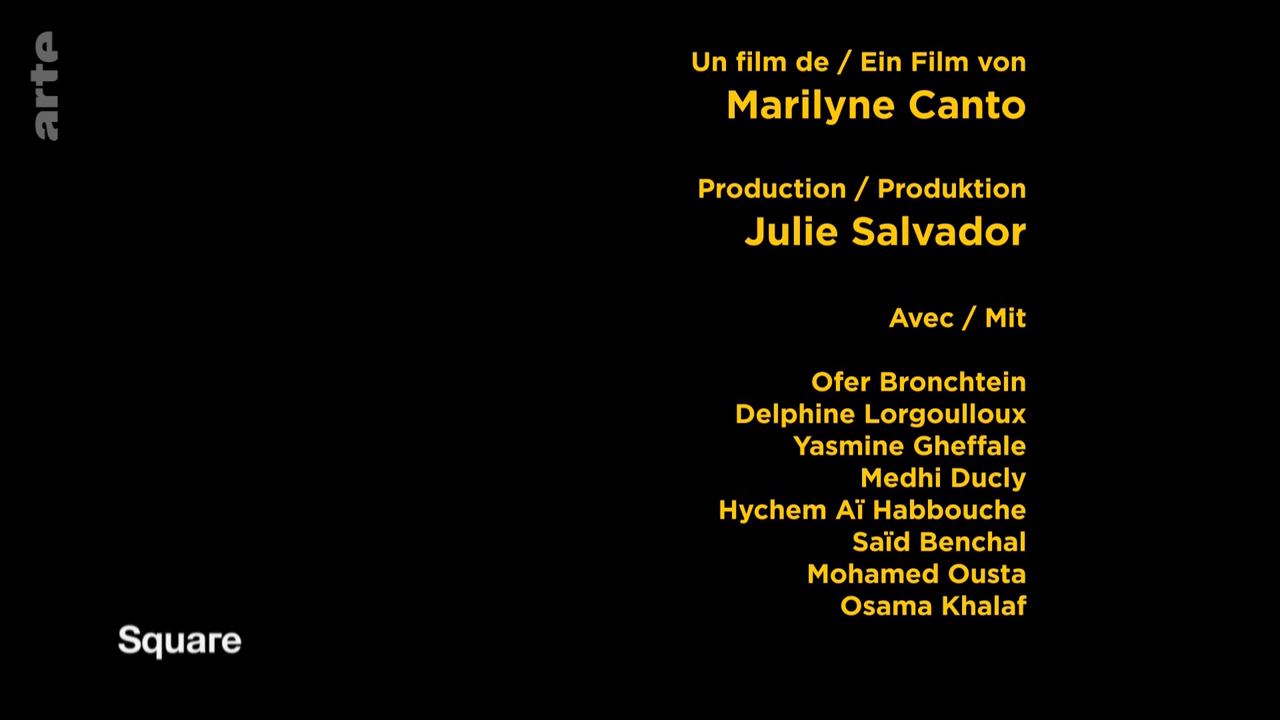 arte
Un film de / Ein Film von
Marilyne Canto
Production / Produktion
Julie Salvador
Avec / Mit
Ofer Bronchtein
Delphine Lorgoulloux
Yasmine Gheffale
Medhi Ducly
Hychem Aï Habbouche
Saïd Benchal
Mohamed Ousta
Osama Khalaf
Square